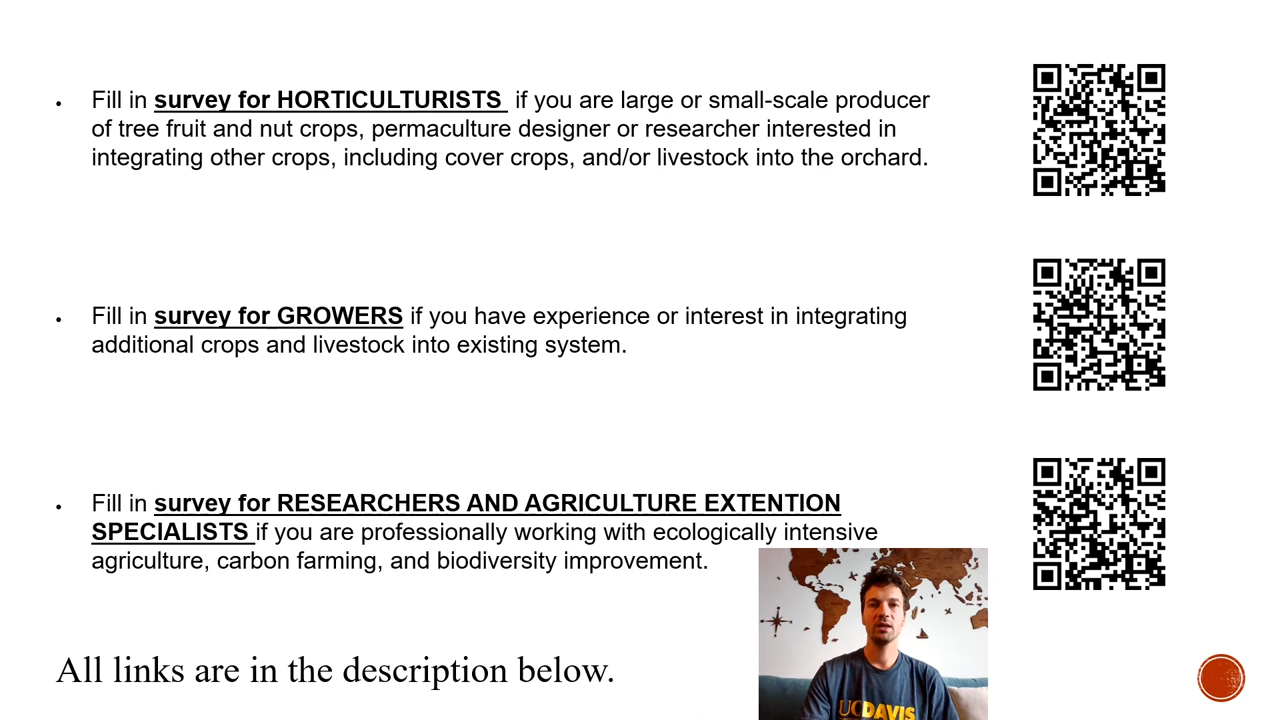 • Fill in survey for HORTICULTURISTS if you are large or small-scale producer
of tree fruit and nut crops, permaculture designer or researcher interested in
integrating other crops, including cover crops, and/or livestock into the orchard.
• Fill in survey for GROWERS if you have experience or interest in integrating
additional crops and livestock into existing system.
• Fill in survey for RESEARCHERS AND AGRICULTURE EXTENTION
SPECIALISTS if you are professionally working with ecologically intensive
agriculture, carbon farming, and biodiversity improvement.
All links are in the description below.
UC DAVIS